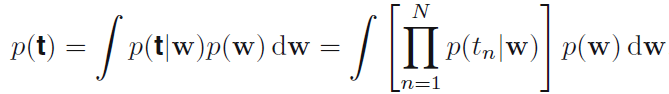 p(𝐭) = ∫ p(𝐭|w)p(w) dw = ∫ [∏_{n=1}^{N} p(t_n|w)] p(w) dw